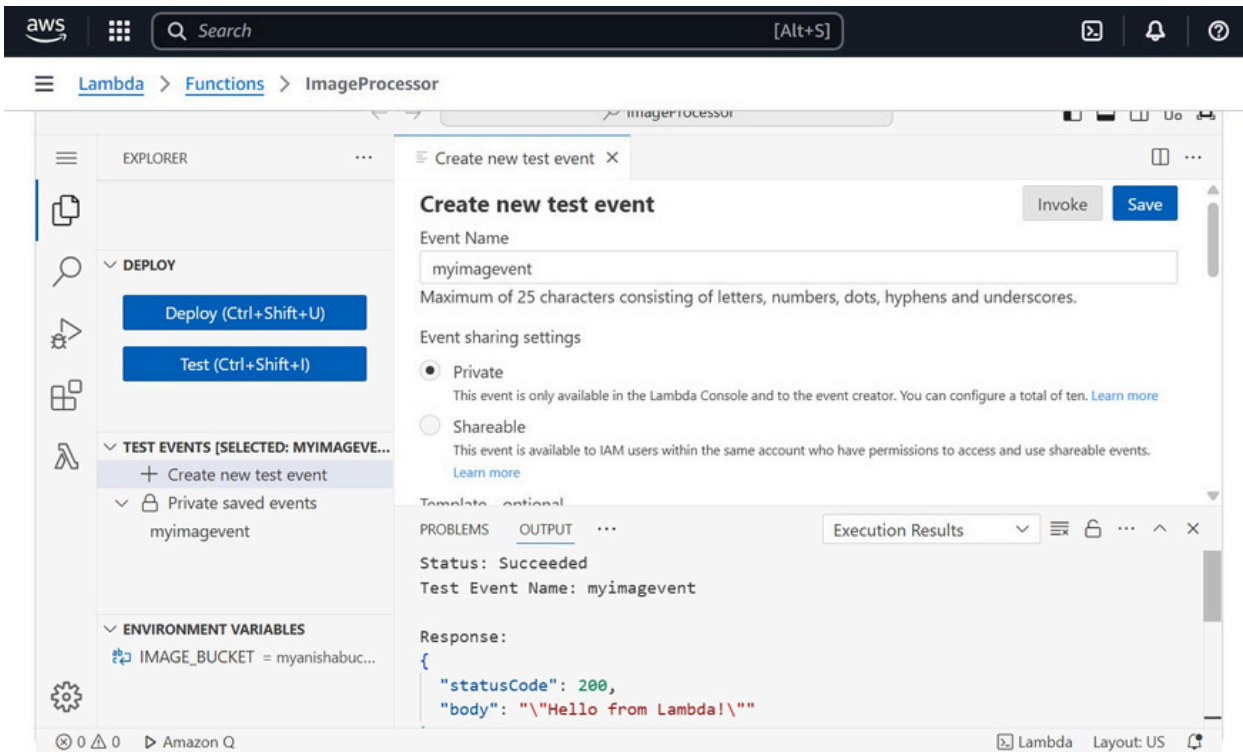 aws
Search [Alt+S]
Lambda > Functions > ImageProcessor
ImageProcessor
EXPLORER ...
Create new test event ×
...
Create new test event
Invoke Save
Event Name
myimagevent
Maximum of 25 characters consisting of letters, numbers, dots, hyphens and underscores.
DEPLOY
Deploy (Ctrl+Shift+U)
Test (Ctrl+Shift+I)
Event sharing settings
Private
This event is only available in the Lambda Console and to the event creator. You can configure a total of ten. Learn more
Shareable
This event is available to IAM users within the same account who have permissions to access and use shareable events.
Learn more
Template - optional
TEST EVENTS [SELECTED: MYIMAGEVE...
+ Create new test event
Private saved events
myimagevent
ENVIRONMENT VARIABLES
IMAGE_BUCKET = myanishabuc...
PROBLEMS OUTPUT ...
Execution Results
...
Status: Succeeded
Test Event Name: myimagevent
Response:
{
"statusCode": 200,
"body": "\"Hello from Lambda!\""
0 0 Amazon Q
Lambda Layout: US